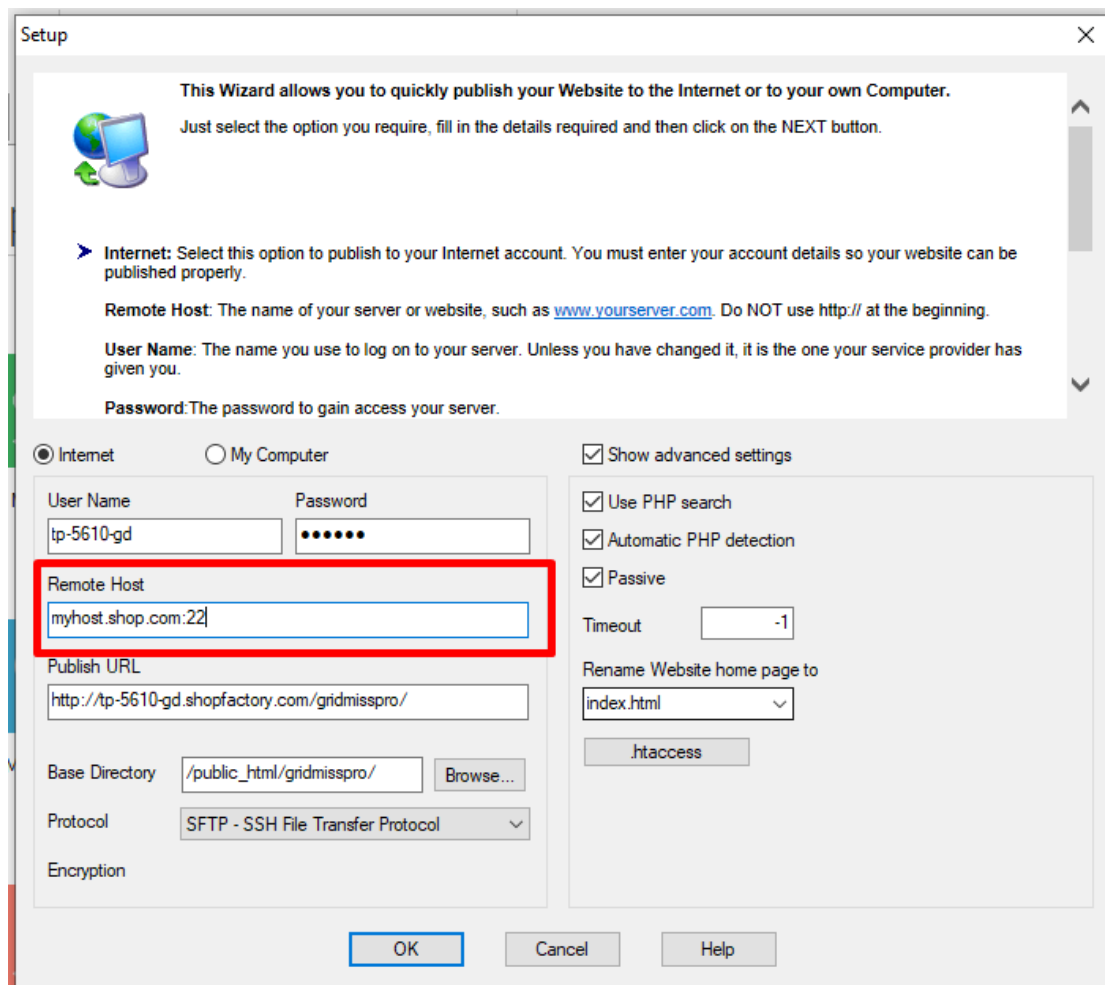 Setup
This Wizard allows you to quickly publish your Website to the Internet or to your own Computer.
Just select the option you require, fill in the details required and then click on the NEXT button.
Internet: Select this option to publish to your Internet account. You must enter your account details so your website can be
published properly.
Remote Host: The name of your server or website, such as www.yourserver.com. Do NOT use http:// at the beginning.
User Name: The name you use to log on to your server. Unless you have changed it, it is the one your service provider has
given you.
Password:The password to gain access your server.
Internet
My Computer
Show advanced settings
User Name
Password
tp-5610-gd
••••••
Remote Host
myhost.shop.com:22
Publish URL
http://tp-5610-gd.shopfactory.com/gridmisspro/
Base Directory
/public_html/gridmisspro/
Browse...
Protocol
SFTP - SSH File Transfer Protocol
Encryption
Use PHP search
Automatic PHP detection
Passive
Timeout
-1
Rename Website home page to
index.html
.htaccess
OK
Cancel
Help